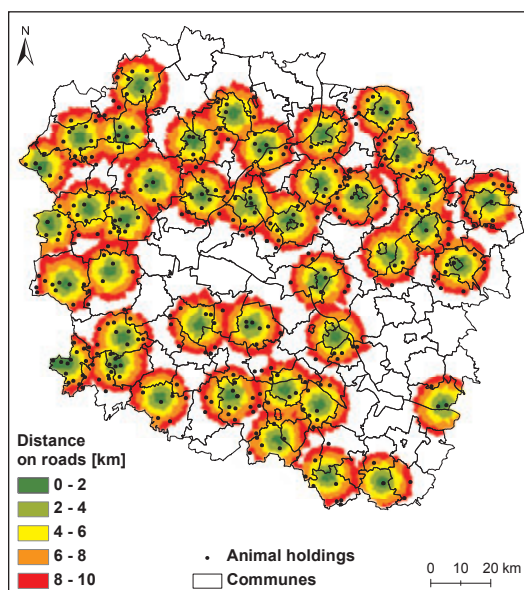 N
Distance
on roads [km]
0 - 2
2 - 4
4 - 6
6 - 8
8 - 10
Animal holdings
Communes
0 10 20 km